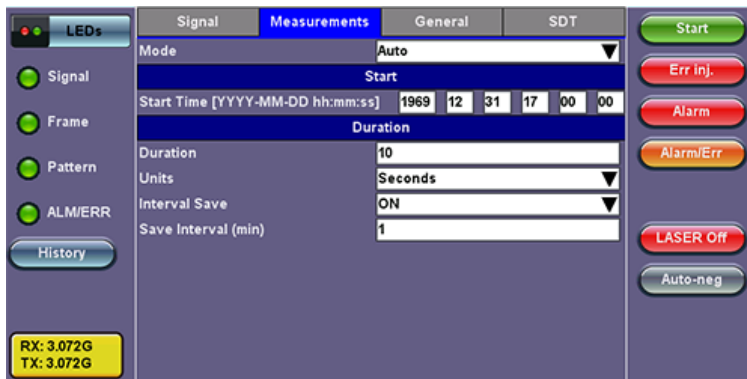 LEDs
Signal
Frame
Pattern
ALM/ERR
History
RX: 3.072G
TX: 3.072G
Signal Measurements General SDT
Mode Auto
Start
Start Time [YYYY-MM-DD hh:mm:ss] 1969 12 31 17 00 00
Duration
Duration 10
Units Seconds
Interval Save ON
Save Interval (min) 1
Start
Err inj.
Alarm
Alarm/Err
LASER Off
Auto-neg